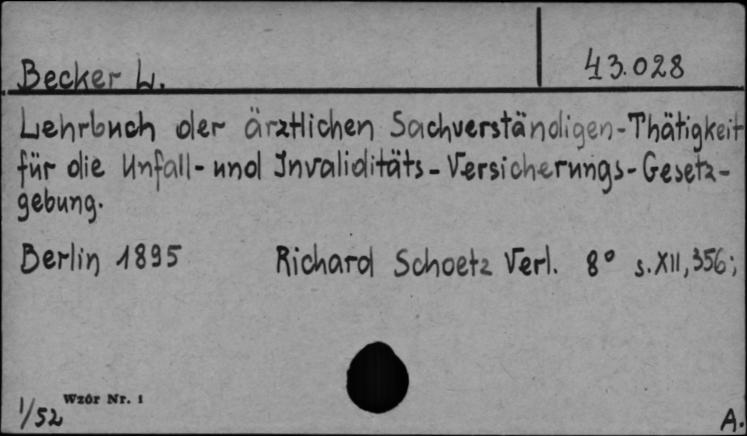 Becker L.
43.028
Lehrbuch der ärztlichen Sachverständigen-Thätigkeit
für die Unfall- und Invaliditäts-Versicherungs-Gesetz-
gebung.
Berlin 1895 Richard Schoetz Verl. 8° s. XII, 356;
Wzór Nr. 1
1/52
A.